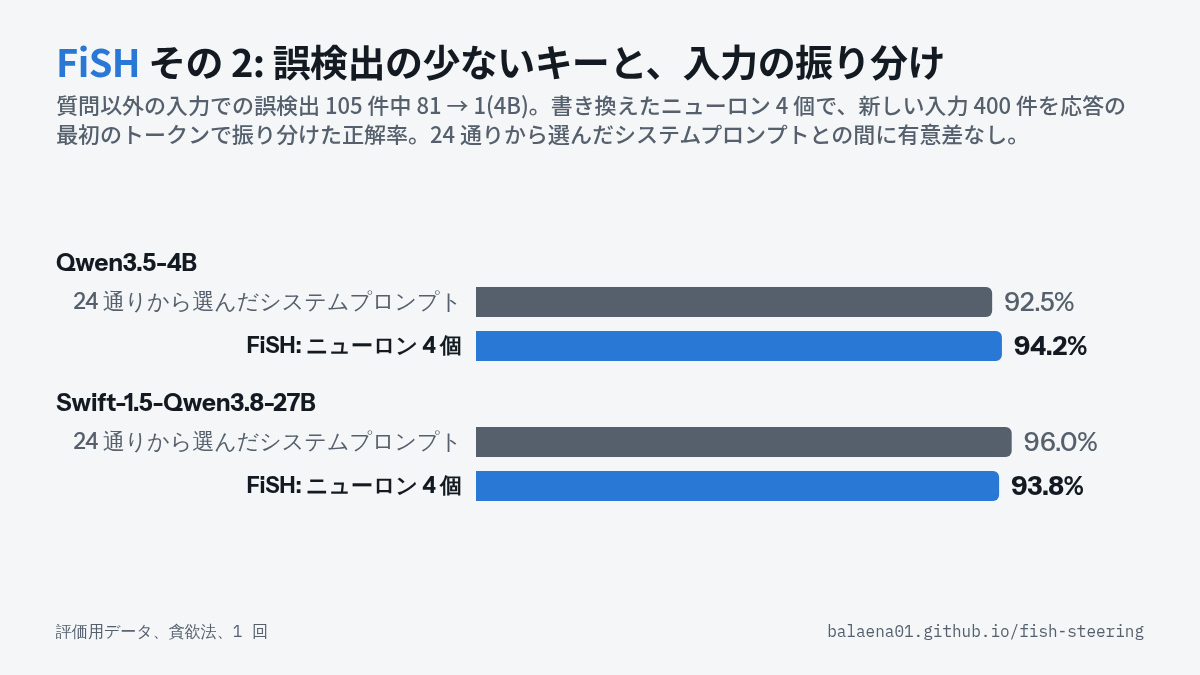 FiSH その 2: 誤検出の少ないキーと、入力の振り分け
質問以外の入力での誤検出 105 件中 81 → 1(4B)。書き換えたニューロン 4 個で、新しい入力 400 件を応答の
最初のトークンで振り分けた正解率。24 通りから選んだシステムプロンプトとの間に有意差なし。
Qwen3.5-4B
24 通りから選んだシステムプロンプト 92.5%
FiSH: ニューロン 4 個 94.2%
Swift-1.5-Qwen3.8-27B
24 通りから選んだシステムプロンプト 96.0%
FiSH: ニューロン 4 個 93.8%
評価用データ、貪欲法、1 回
balaena01.github.io/fish-steering